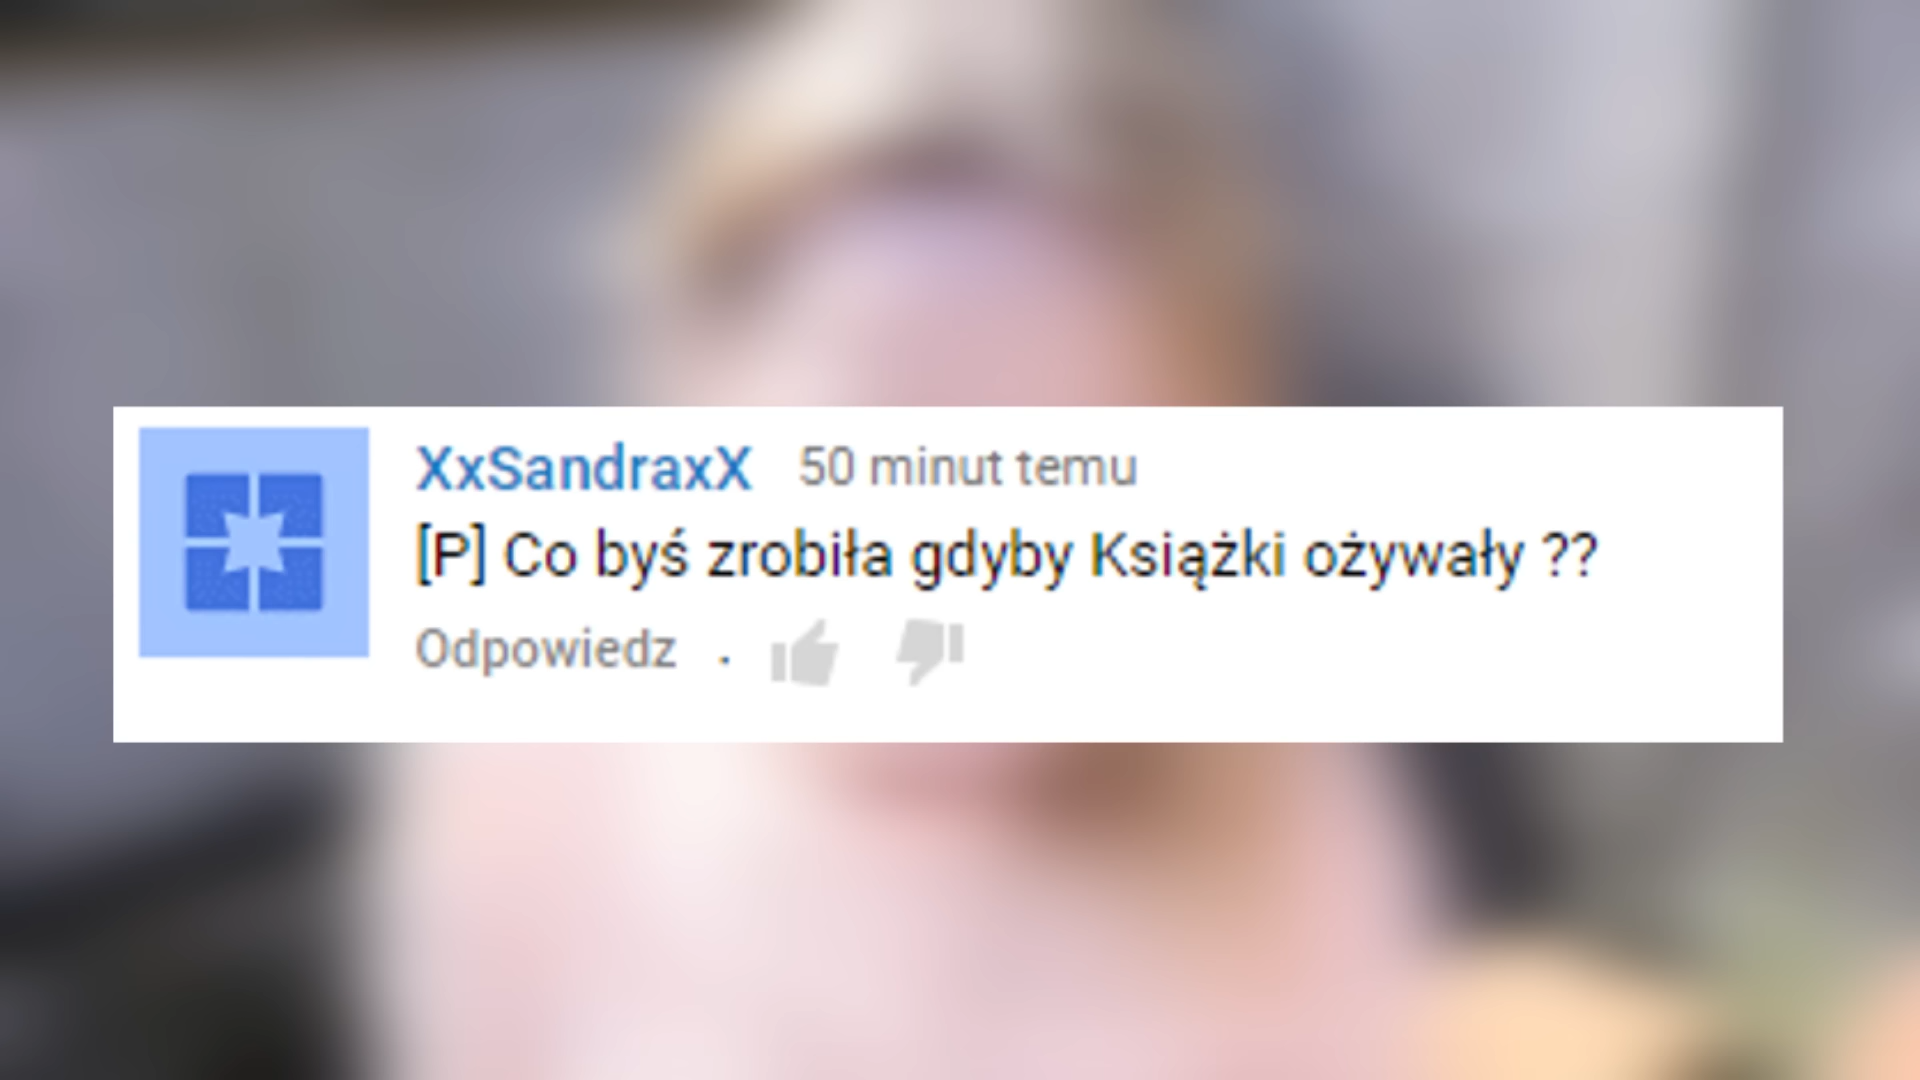 XxSandraxX 50 minut temu
[P] Co byś zrobiła gdyby Książki ożywały ??
Odpowiedz .